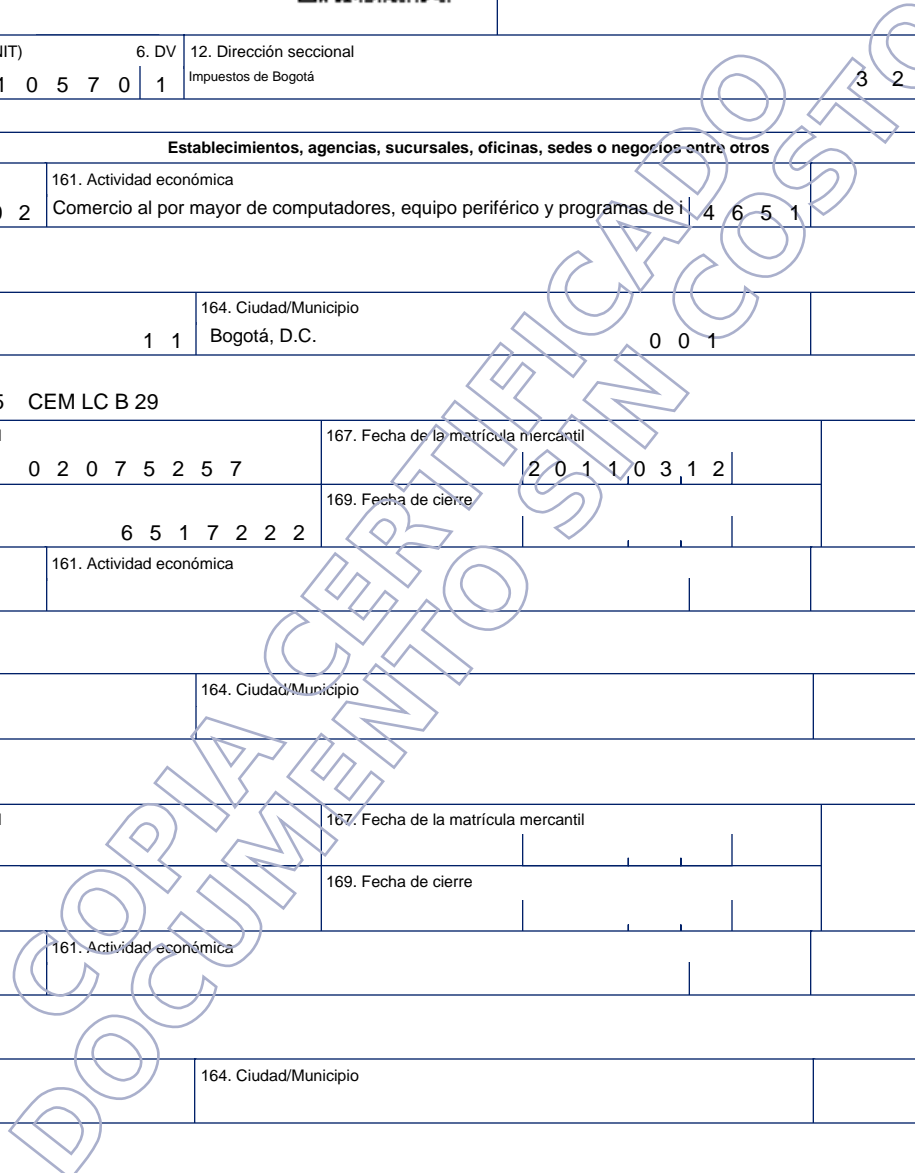 NIT) 6. DV 12. Dirección seccional
1 0 5 7 0 1 Impuestos de Bogotá 3 2
Establecimientos, agencias, sucursales, oficinas, sedes o negocios entre otros
161. Actividad económica
0 2 Comercio al por mayor de computadores, equipo periférico y programas de i 4 6 5 1
164. Ciudad/Municipio
1 1 Bogotá, D.C. 0 0 1
5 CEM LC B 29
167. Fecha de la matrícula mercantil
0 2 0 7 5 2 5 7 2 0 1 1 0 3 1 2
169. Fecha de cierre
6 5 1 7 2 2 2
161. Actividad económica
164. Ciudad/Municipio
167. Fecha de la matrícula mercantil
169. Fecha de cierre
161. Actividad económica
164. Ciudad/Municipio
COPIA CERTIFICADO
DOCUMENTO SIN COSTO